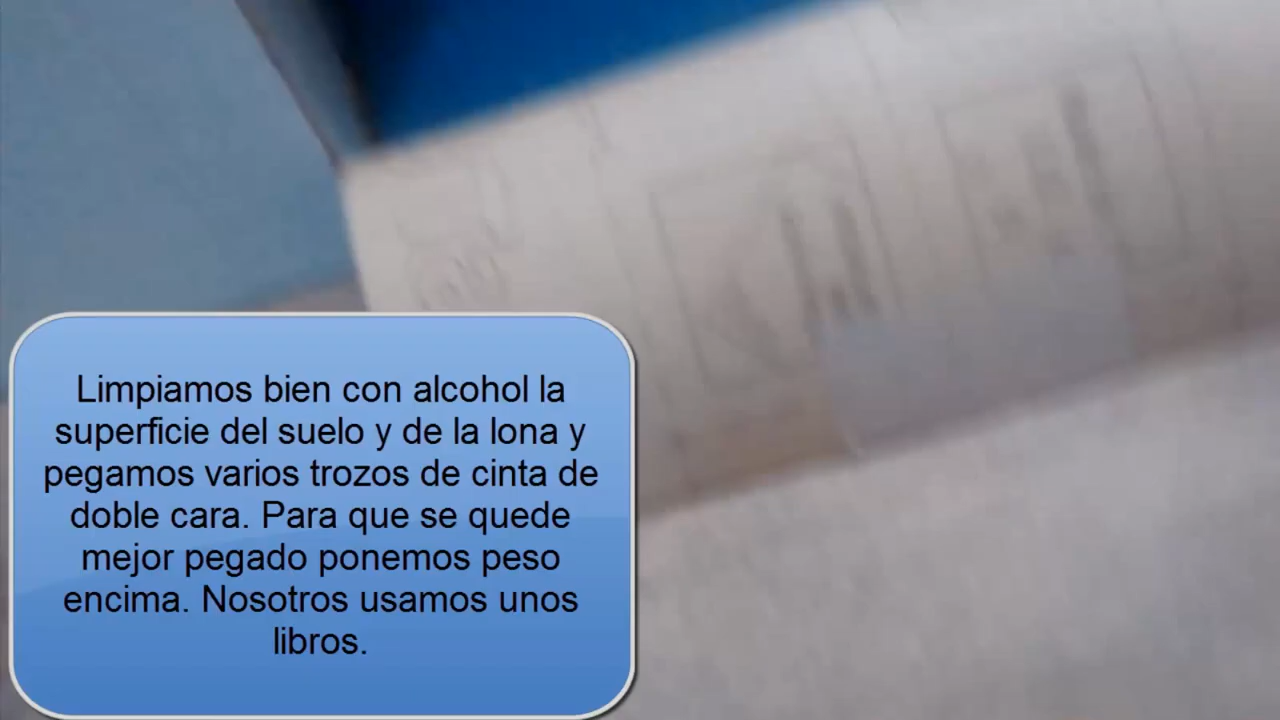 Limpiamos bien con alcohol la
superficie del suelo y de la lona y
pegamos varios trozos de cinta de
doble cara. Para que se quede
mejor pegado ponemos peso
encima. Nosotros usamos unos
libros.